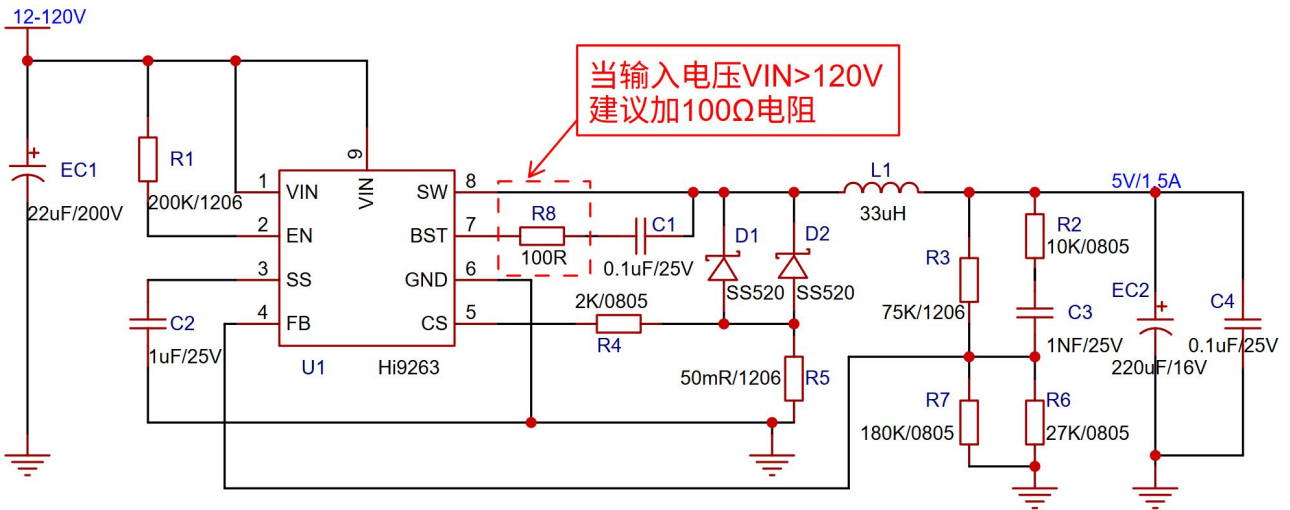 12-120V
当输入电压VIN>120V
建议加100Ω电阻
EC1
22uF/200V
R1
200K/1206
9
VIN
1
VIN
SW
8
2
EN
BST
7
3
SS
GND
6
4
FB
CS
5
U1
Hi9263
C2
1uF/25V
R8
100R
C1
0.1uF/25V
D1
SS520
D2
SS520
2K/0805
R4
50mR/1206
R5
L1
33uH
5V/1.5A
R3
75K/1206
R2
10K/0805
C3
1NF/25V
EC2
220uF/16V
C4
0.1uF/25V
R7
180K/0805
R6
27K/0805